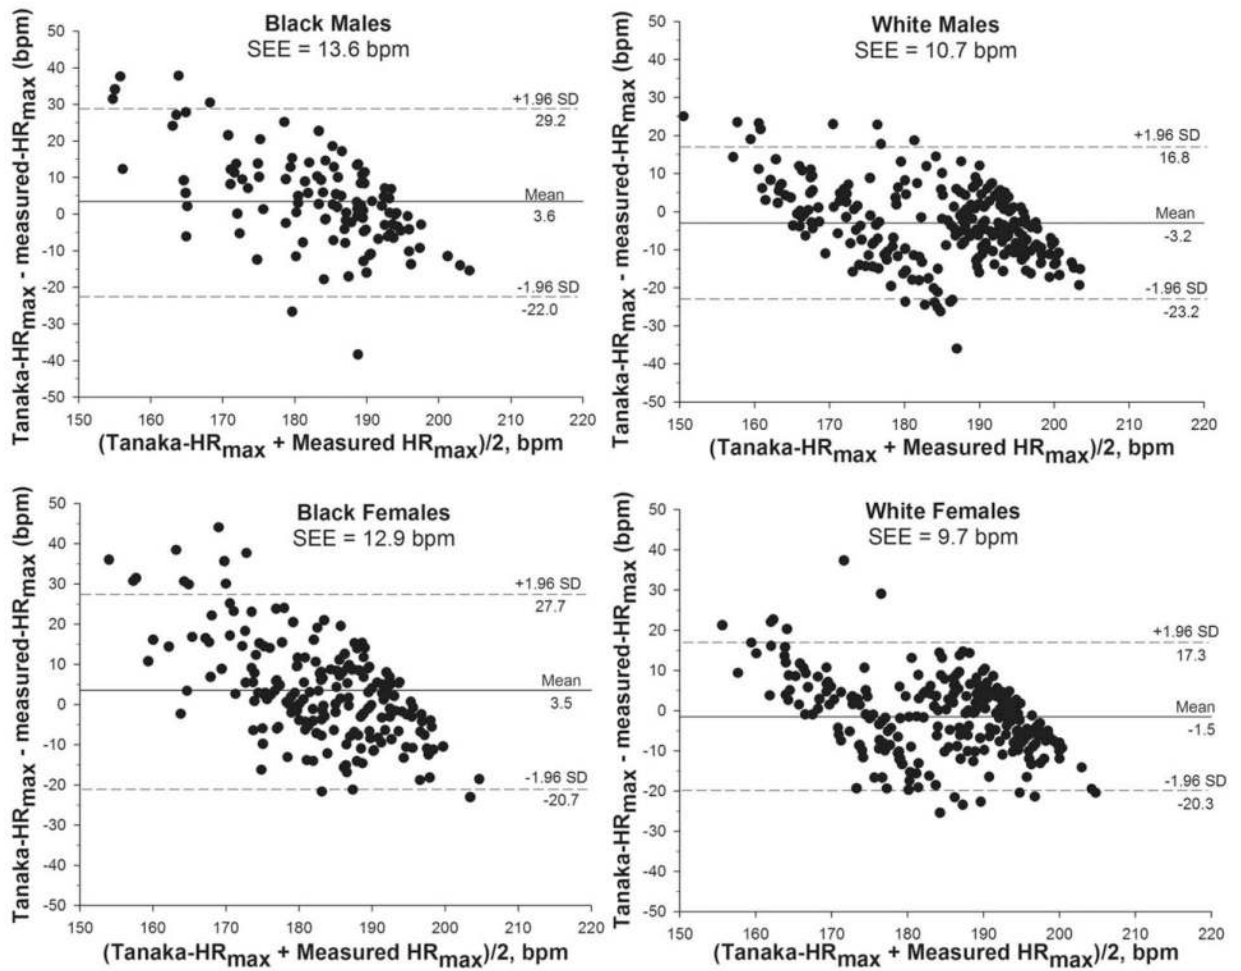 Black Males
SEE = 13.6 bpm
Tanaka-HRmax - measured-HRmax (bpm)
50
40
30
20
10
0
-10
-20
-30
-40
-50
+1.96 SD
29.2
Mean
3.6
-1.96 SD
-22.0
150 160 170 180 190 200 210 220
(Tanaka-HRmax + Measured HRmax)/2, bpm
White Males
SEE = 10.7 bpm
Tanaka-HRmax - measured-HRmax (bpm)
50
40
30
20
10
0
-10
-20
-30
-40
-50
+1.96 SD
16.8
Mean
-3.2
-1.96 SD
-23.2
150 160 170 180 190 200 210 220
(Tanaka-HRmax + Measured HRmax)/2, bpm
Black Females
SEE = 12.9 bpm
Tanaka-HRmax - measured-HRmax (bpm)
50
40
30
20
10
0
-10
-20
-30
-40
-50
+1.96 SD
27.7
Mean
3.5
-1.96 SD
-20.7
150 160 170 180 190 200 210 220
(Tanaka-HRmax + Measured HRmax)/2, bpm
White Females
SEE = 9.7 bpm
Tanaka-HRmax - measured-HRmax (bpm)
50
40
30
20
10
0
-10
-20
-30
-40
-50
+1.96 SD
17.3
Mean
-1.5
-1.96 SD
-20.3
150 160 170 180 190 200 210 220
(Tanaka-HRmax + Measured HRmax)/2, bpm